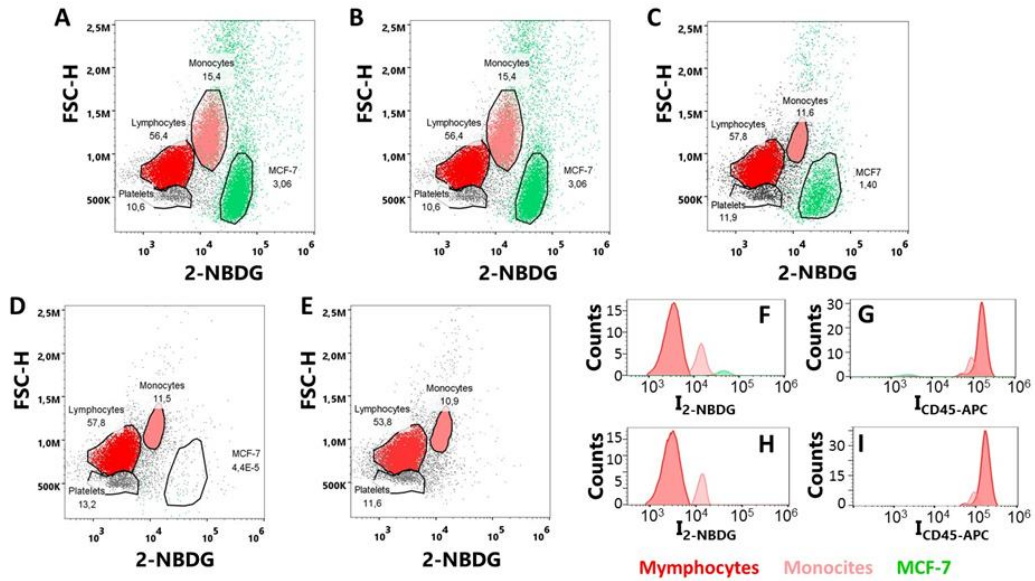 A
FSC-H
2,5M
2,0M
1,5M
1,0M
500K
Monocytes
15,4
Lymphocytes
56,4
Platelets
10,6
MCF-7
3,06
10³ 10⁴ 10⁵ 10⁶
2-NBDG
B
FSC-H
2,5M
2,0M
1,5M
1,0M
500K
Monocytes
15,4
Lymphocytes
56,4
Platelets
10,6
MCF-7
3,06
10³ 10⁴ 10⁵ 10⁶
2-NBDG
C
FSC-H
2,5M
2,0M
1,5M
1,0M
500K
Monocytes
11,6
Lymphocytes
57,8
Platelets
11,9
MCF7
1,40
10³ 10⁴ 10⁵ 10⁶
2-NBDG
D
FSC-H
2,5M
2,0M
1,5M
1,0M
500K
Monocytes
11,5
Lymphocytes
57,8
Platelets
13,2
MCF-7
4,4E-5
10³ 10⁴ 10⁵ 10⁶
2-NBDG
E
FSC-H
2,5M
2,0M
1,5M
1,0M
500K
Monocytes
10,9
Lymphocytes
53,8
Platelets
11,6
10³ 10⁴ 10⁵ 10⁶
2-NBDG
F
Counts
15
10
5
0
10³ 10⁴ 10⁵ 10⁶
I2-NBDG
G
Counts
30
20
10
0
10³ 10⁴ 10⁵ 10⁶
ICD45-APC
H
Counts
15
10
5
0
10³ 10⁴ 10⁵ 10⁶
I2-NBDG
I
Counts
30
15
0
10³ 10⁴ 10⁵ 10⁶
ICD45-APC
Mymphocytes Monocites MCF-7